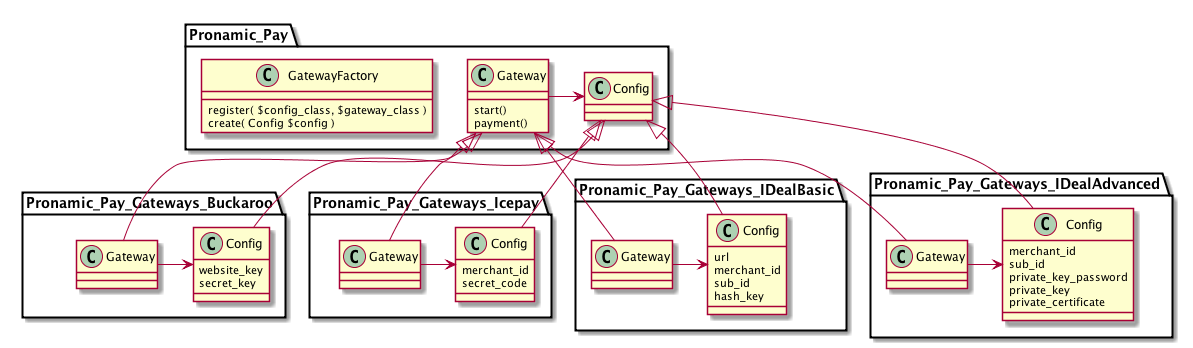 Pronamic_Pay
C GatewayFactory
register( $config_class, $gateway_class )
create( Config $config )
C Gateway
start()
payment()
C Config
Pronamic_Pay_Gateways_Buckaroo
C Gateway
C Config
website_key
secret_key
Pronamic_Pay_Gateways_Icepay
C Gateway
C Config
merchant_id
secret_code
Pronamic_Pay_Gateways_IDealBasic
C Gateway
C Config
url
merchant_id
sub_id
hash_key
Pronamic_Pay_Gateways_IDealAdvanced
C Gateway
C Config
merchant_id
sub_id
private_key_password
private_key
private_certificate